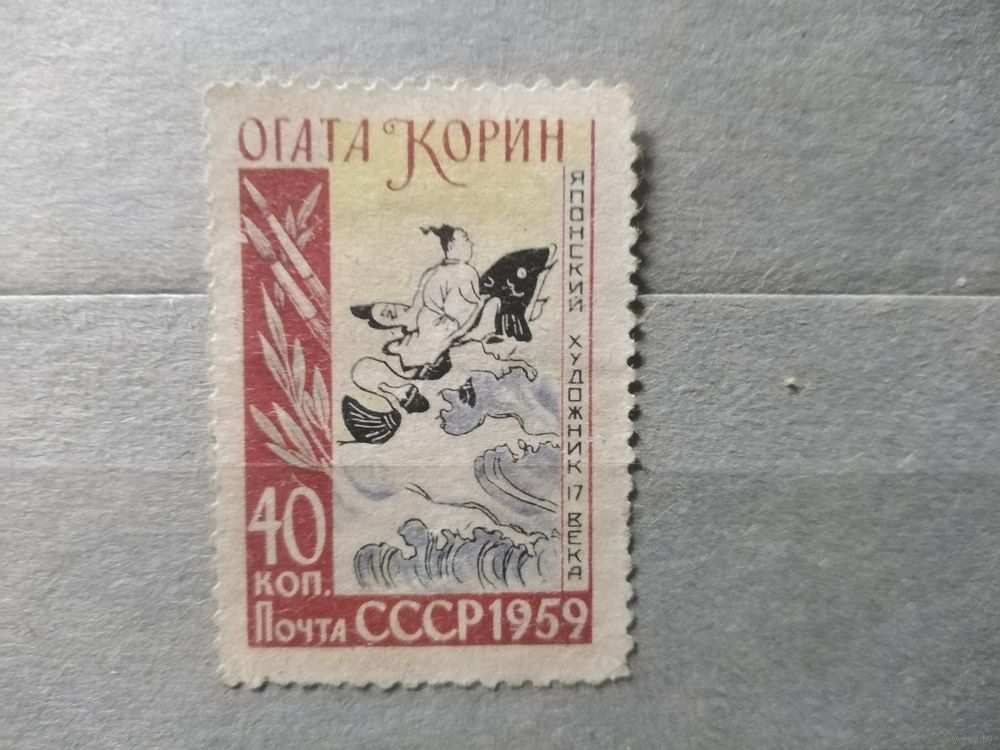 ОГАТА КОРИН
ЯПОНСКИЙ ХУДОЖНИК 17 ВЕКА
40
КОП.
ПОЧТА СССР 1959